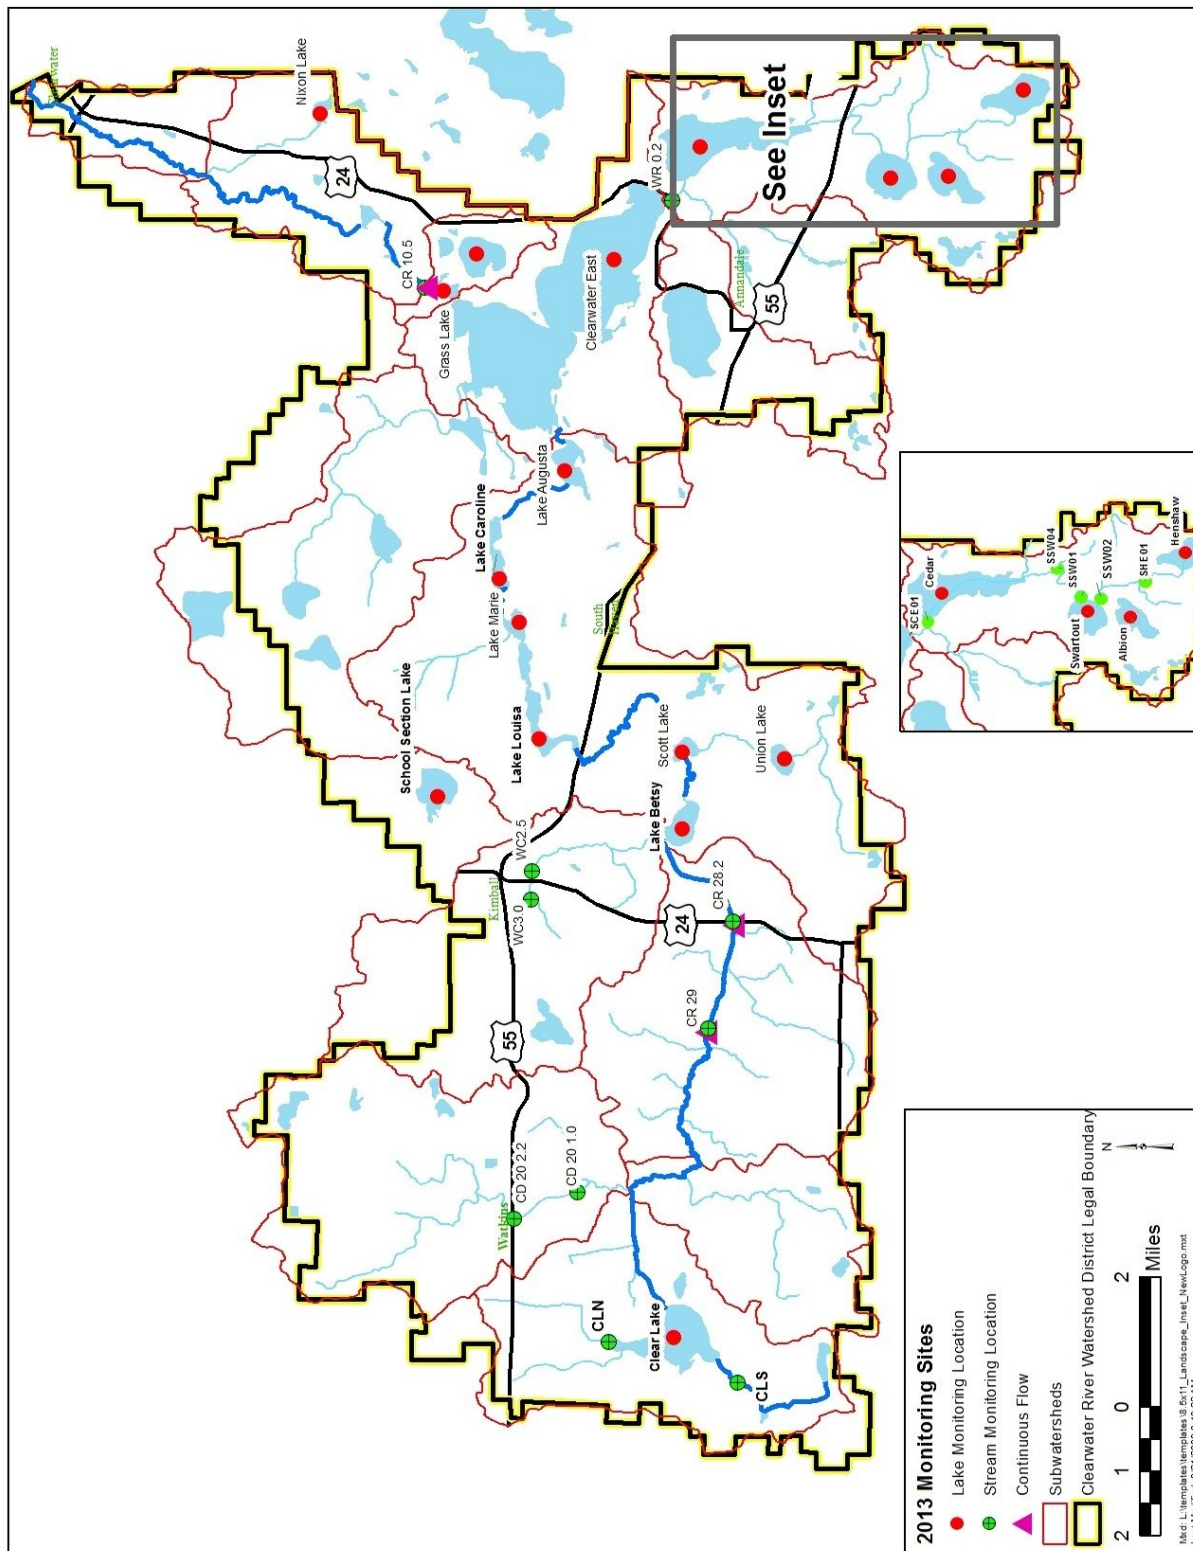 Nixon Lake
24
CR 10.5
Grass Lake
Clearwater East
WR 0.2
See Inset
Annandale
55
Lake Augusta
Lake Caroline
Lake Marie
School Section Lake
Lake Louisa
South
Scott Lake
Union Lake
Lake Betsy
Kimball
WC2.5
WC3.0
CR 28.2
24
CR 29
55
Watkins
CD 20 2.2
CD 20 1.0
CLN
Clear Lake
CLS
SCE01
Cedar
SSW04
SSW01
SSW02
Swartout
Albion
SHE01
Henshaw
2013 Monitoring Sites
Lake Monitoring Location
Stream Monitoring Location
Continuous Flow
Subwatersheds
Clearwater River Watershed District Legal Boundary
N
2 1 0 2
Miles